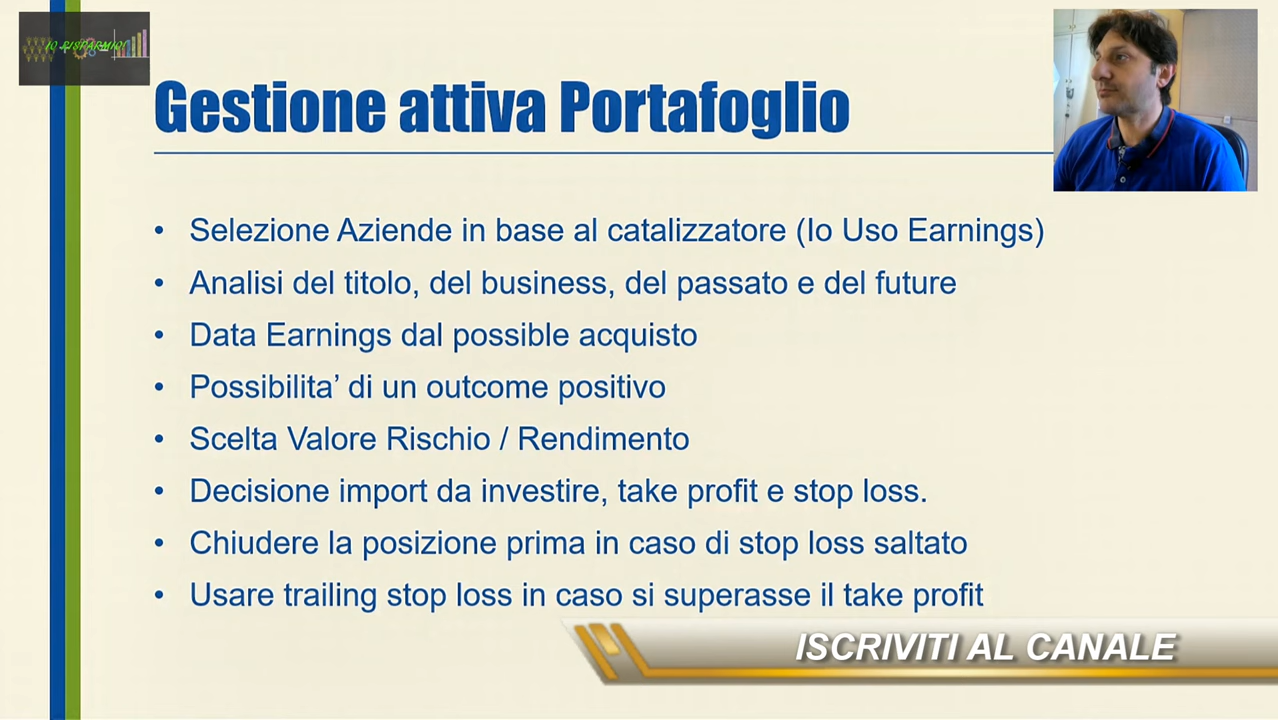 IO RISPARMIO!
Gestione attiva Portafoglio
• Selezione Aziende in base al catalizzatore (Io Uso Earnings)
• Analisi del titolo, del business, del passato e del future
• Data Earnings dal possible acquisto
• Possibilita’ di un outcome positivo
• Scelta Valore Rischio / Rendimento
• Decisione import da investire, take profit e stop loss.
• Chiudere la posizione prima in caso di stop loss saltato
• Usare trailing stop loss in caso si superasse il take profit
ISCRIVITI AL CANALE